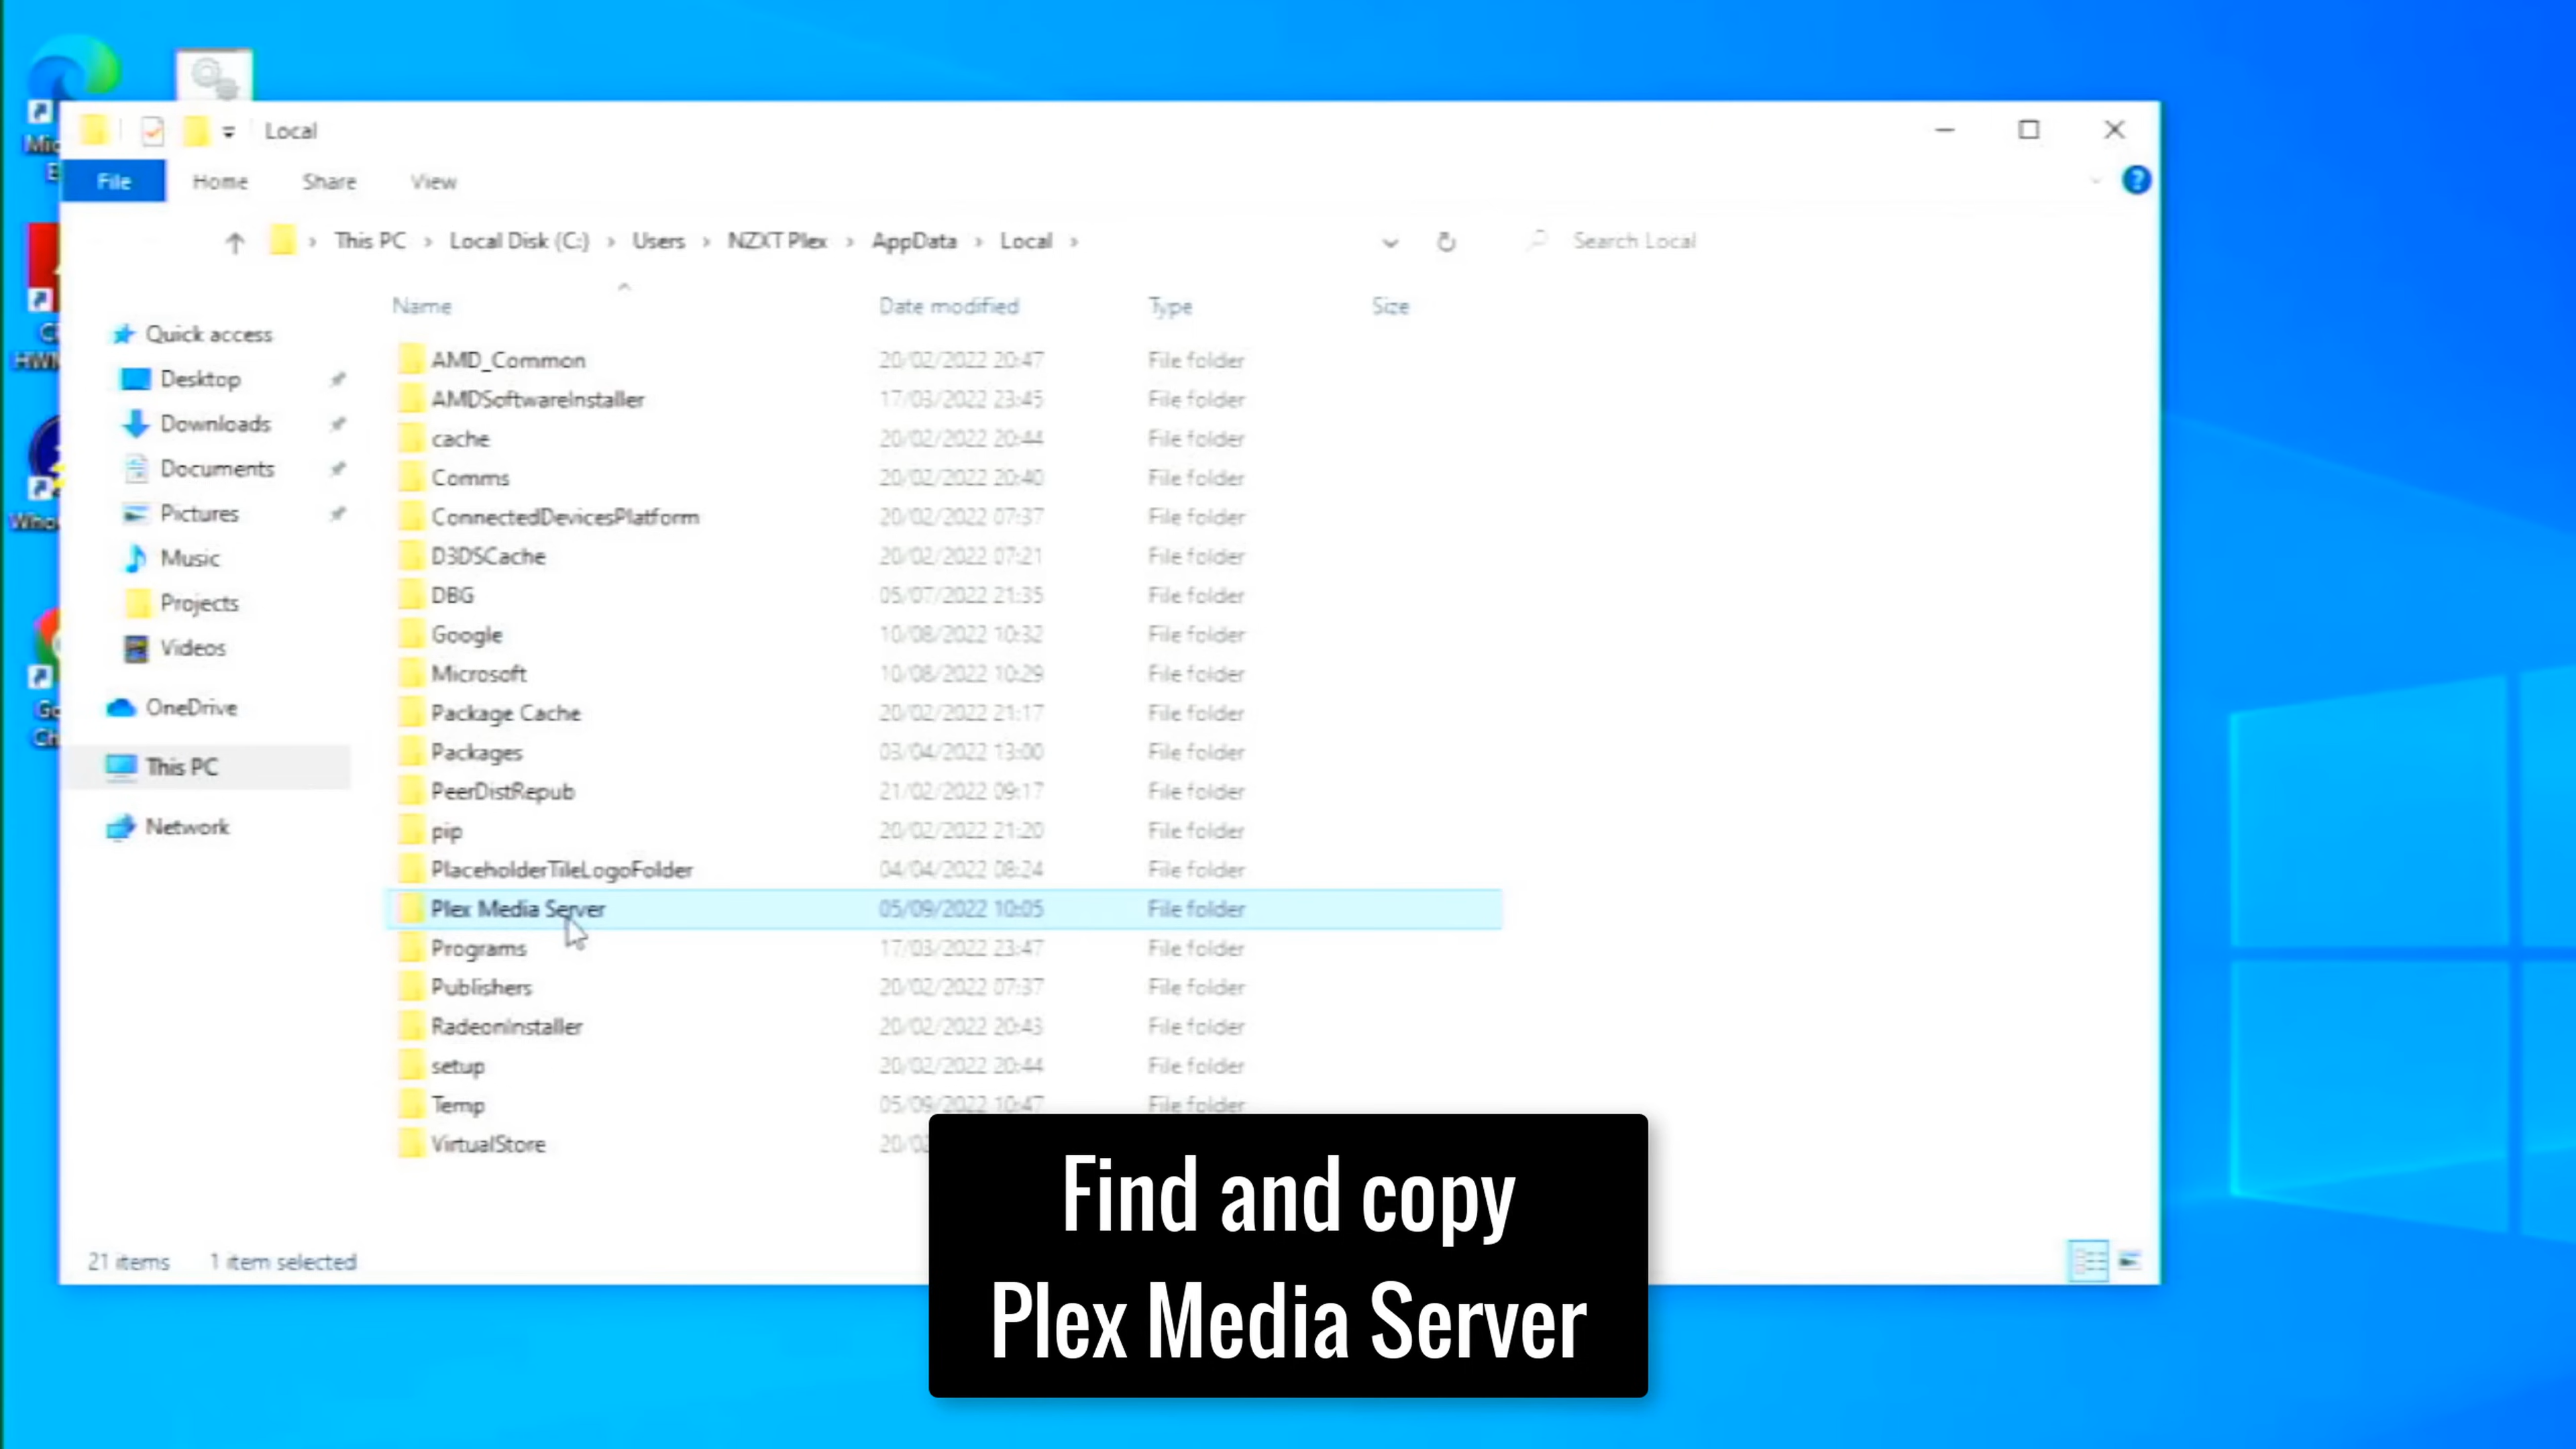 Local
File Home Share View
This PC › Local Disk (C:) › Users › NZXT Plex › AppData › Local ›
Search Local
Name Date modified Type Size
Quick access
Desktop
Downloads
Documents
Pictures
Music
Projects
Videos
OneDrive
This PC
Network
AMD_Common 20/02/2022 20:47 File folder
AMDSoftwareInstaller 17/03/2022 23:45 File folder
cache 20/02/2022 20:44 File folder
Comms 20/02/2022 20:40 File folder
ConnectedDevicesPlatform 20/02/2022 07:37 File folder
D3DSCache 20/02/2022 07:21 File folder
DBG 05/07/2022 21:35 File folder
Google 10/08/2022 10:32 File folder
Microsoft 10/08/2022 10:29 File folder
Package Cache 20/02/2022 21:17 File folder
Packages 03/04/2022 13:00 File folder
PeerDistRepub 21/02/2022 09:17 File folder
pip 20/02/2022 21:20 File folder
PlaceholderTileLogoFolder 04/04/2022 08:24 File folder
Plex Media Server 05/09/2022 10:05 File folder
Programs 17/03/2022 23:47 File folder
Publishers 20/02/2022 07:37 File folder
RadeonInstaller 20/02/2022 20:43 File folder
setup 20/02/2022 20:44 File folder
Temp 05/09/2022 10:47 File folder
VirtualStore
21 items 1 item selected
Find and copy
Plex Media Server